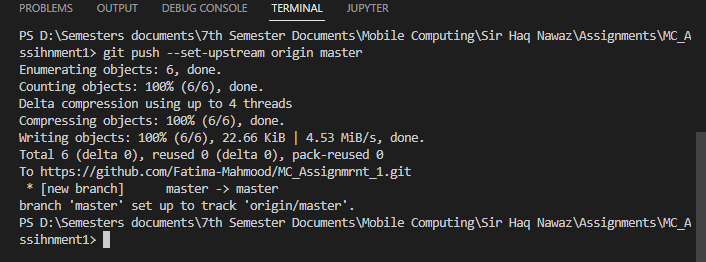 PROBLEMS OUTPUT DEBUG CONSOLE TERMINAL JUPYTER
PS D:\Semesters documents\7th Semester Documents\Mobile Computing\Sir Haq Nawaz\Assignments\MC_A
ssihnment1> git push --set-upstream origin master
Enumerating objects: 6, done.
Counting objects: 100% (6/6), done.
Delta compression using up to 4 threads
Compressing objects: 100% (6/6), done.
Writing objects: 100% (6/6), 22.66 KiB | 4.53 MiB/s, done.
Total 6 (delta 0), reused 0 (delta 0), pack-reused 0
To https://github.com/Fatima-Mahmood/MC_Assignmrnt_1.git
 * [new branch]      master -> master
branch 'master' set up to track 'origin/master'.
PS D:\Semesters documents\7th Semester Documents\Mobile Computing\Sir Haq Nawaz\Assignments\MC_A
ssihnment1>